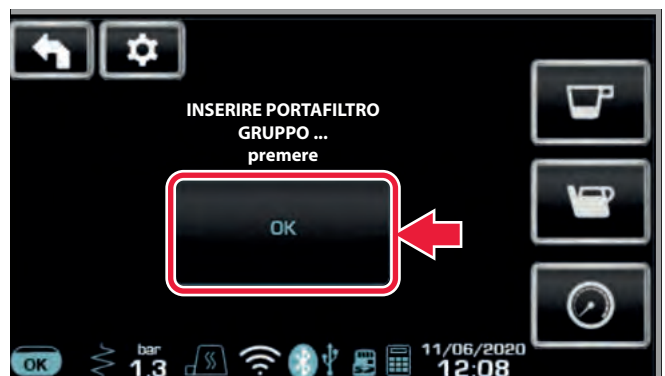 INSERIRE PORTAFILTRO
GRUPPO ...
premere
OK
OK
bar
1.3
11/06/2020
12:08